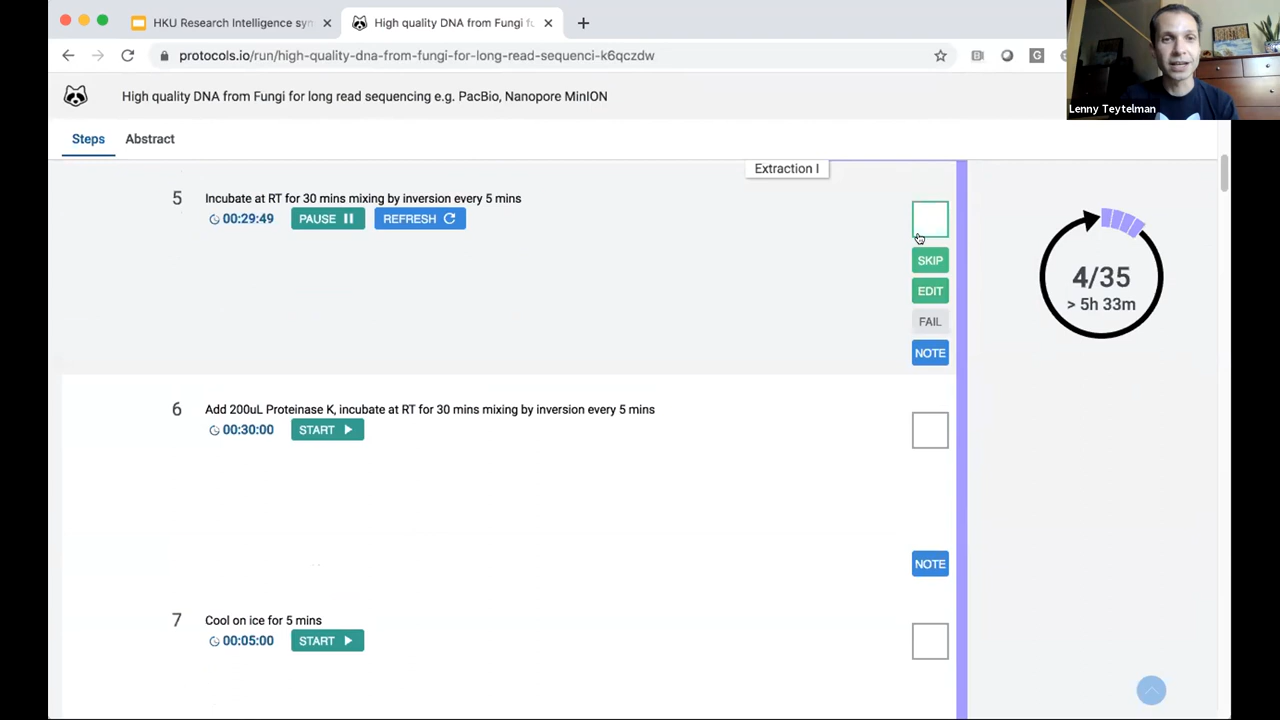 HKU Research Intelligence sym
High quality DNA from Fungi fo
protocols.io/run/high-quality-dna-from-fungi-for-long-read-sequenci-k6qczdw
G
High quality DNA from Fungi for long read sequencing e.g. PacBio, Nanopore MinION
Lenny Teytelman
Steps Abstract
Extraction I
5 Incubate at RT for 30 mins mixing by inversion every 5 mins
00:29:49 PAUSE REFRESH
SKIP
EDIT
FAIL
NOTE
4/35
> 5h 33m
6 Add 200uL Proteinase K, incubate at RT for 30 mins mixing by inversion every 5 mins
00:30:00 START
NOTE
7 Cool on ice for 5 mins
00:05:00 START